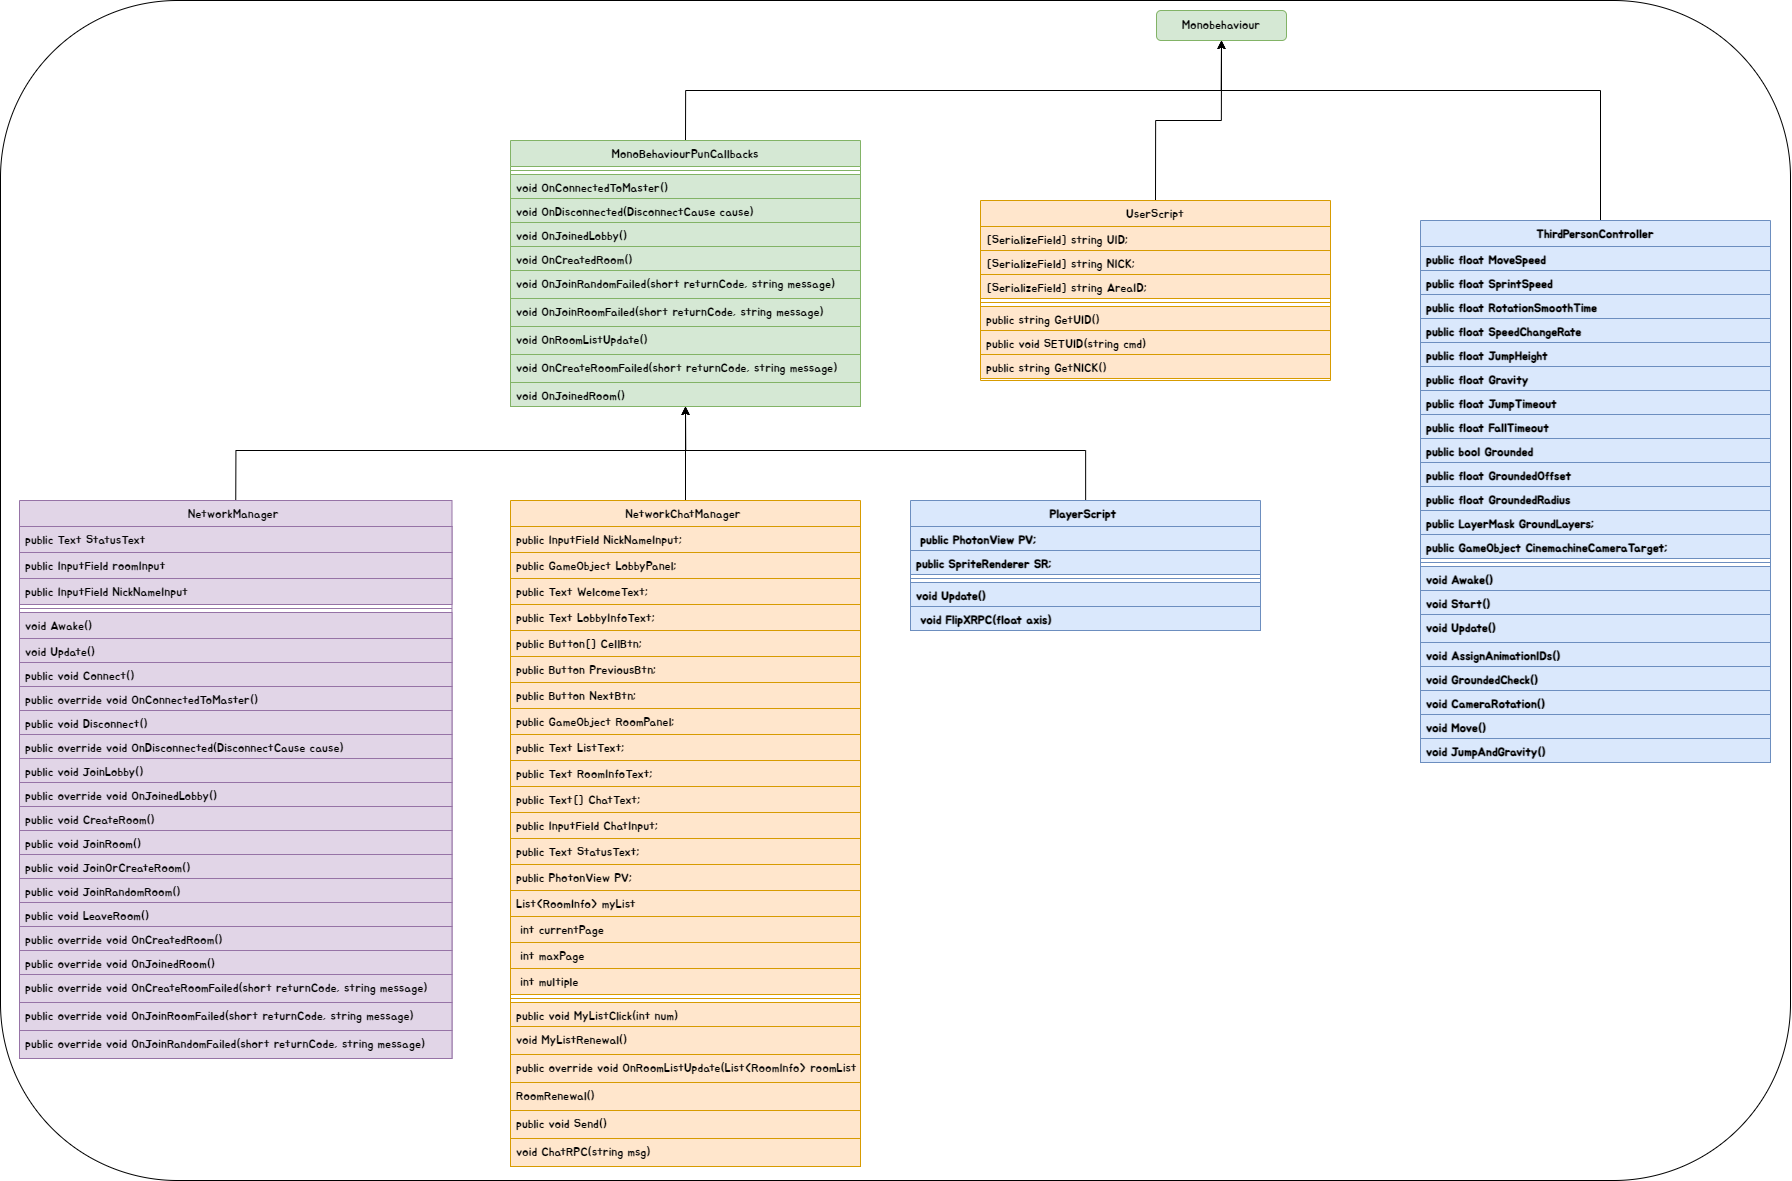 Monobehaviour
MonoBehaviourPunCallbacks
void OnConnectedToMaster()
void OnDisconnected(DisconnectCause cause)
void OnJoinedLobby()
void OnCreatedRoom()
void OnJoinRandomFailed(short returnCode, string message)
void OnJoinRoomFailed(short returnCode, string message)
void OnRoomListUpdate()
void OnCreateRoomFailed(short returnCode, string message)
void OnJoinedRoom()
UserScript
[SerializeField] string UID;
[SerializeField] string NICK;
[SerializeField] string AreaID;
public string GetUID()
public void SETUID(string cmd)
public string GetNICK()
ThirdPersonController
public float MoveSpeed
public float SprintSpeed
public float RotationSmoothTime
public float SpeedChangeRate
public float JumpHeight
public float Gravity
public float JumpTimeout
public float FallTimeout
public bool Grounded
public float GroundedOffset
public float GroundedRadius
public LayerMask GroundLayers;
public GameObject CinemachineCameraTarget;
void Awake()
void Start()
void Update()
void AssignAnimationIDs()
void GroundedCheck()
void CameraRotation()
void Move()
void JumpAndGravity()
NetworkManager
public Text StatusText
public InputField roomInput
public InputField NickNameInput
void Awake()
void Update()
public void Connect()
public override void OnConnectedToMaster()
public void Disconnect()
public override void OnDisconnected(DisconnectCause cause)
public void JoinLobby()
public override void OnJoinedLobby()
public void CreateRoom()
public void JoinRoom()
public void JoinOrCreateRoom()
public void JoinRandomRoom()
public void LeaveRoom()
public override void OnCreatedRoom()
public override void OnJoinedRoom()
public override void OnCreateRoomFailed(short returnCode, string message)
public override void OnJoinRoomFailed(short returnCode, string message)
public override void OnJoinRandomFailed(short returnCode, string message)
NetworkChatManager
public InputField NickNameInput;
public GameObject LobbyPanel;
public Text WelcomeText;
public Text LobbyInfoText;
public Button[] CellBtn;
public Button PreviousBtn;
public Button NextBtn;
public GameObject RoomPanel;
public Text ListText;
public Text RoomInfoText;
public Text[] ChatText;
public InputField ChatInput;
public Text StatusText;
public PhotonView PV;
List<RoomInfo> myList
int currentPage
int maxPage
int multiple
public void MyListClick(int num)
void MyListRenewal()
public override void OnRoomListUpdate(List<RoomInfo> roomList
RoomRenewal()
public void Send()
void ChatRPC(string msg)
PlayerScript
public PhotonView PV;
public SpriteRenderer SR;
void Update()
void FlipXRPC(float axis)